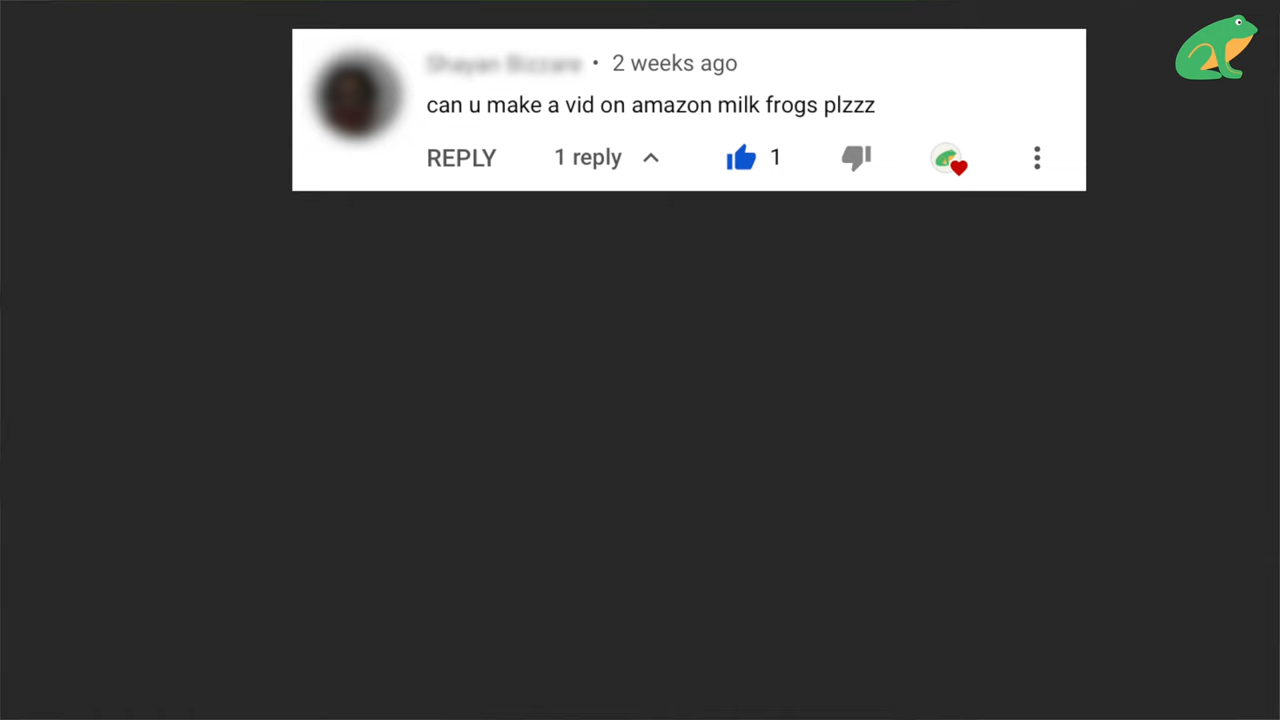 2 weeks ago
can u make a vid on amazon milk frogs plzzz
REPLY 1 reply 1